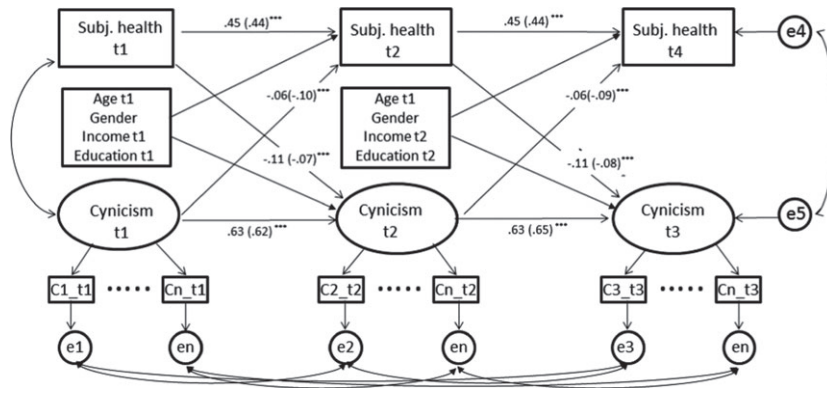 Subj. health
t1
.45 (.44)***
Subj. health
t2
.45 (.44)***
Subj. health
t4
e4
-.06(-.10)***
-.06(-.09)***
Age t1
Gender
Income t1
Education t1
Age t1
Gender
Income t2
Education t2
-.11 (-.07)***
-.11 (-.08)***
Cynicism
t1
.63 (.62)***
Cynicism
t2
.63 (.65)***
Cynicism
t3
e5
C1_t1 ••••• Cn_t1
C2_t2 ••••• Cn_t2
C3_t3 ••••• Cn_t3
e1
en
e2
en
e3
en